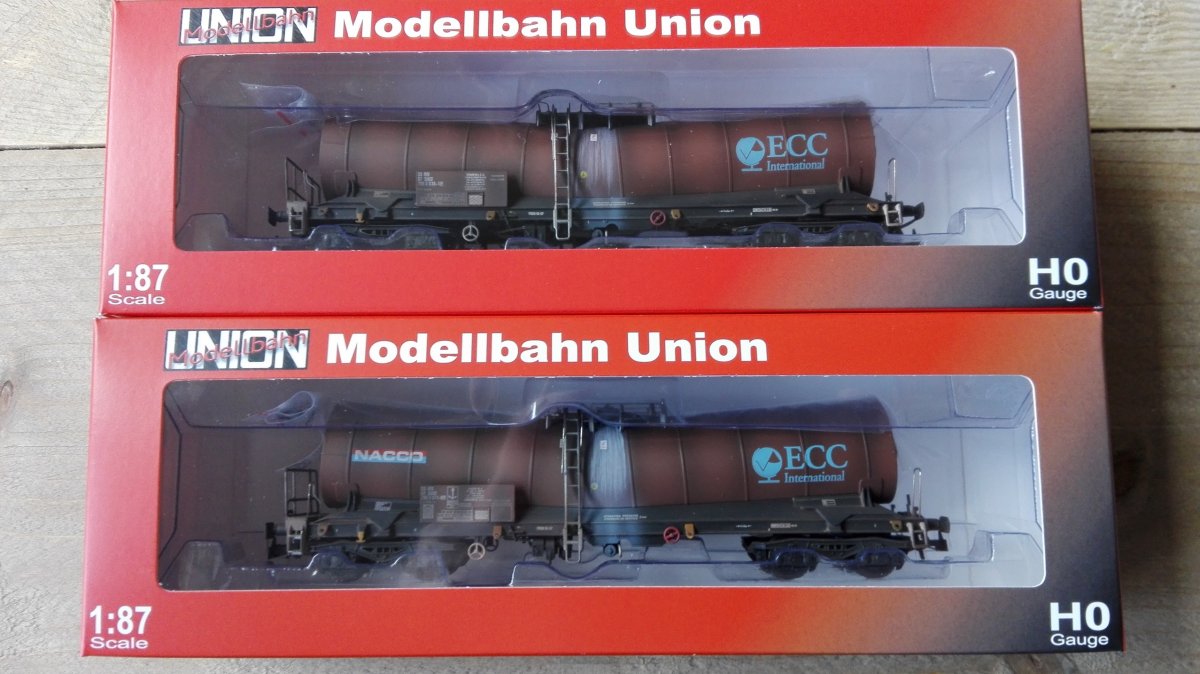 UNION
Modellbahn
Modellbahn Union
ECC
International
1:87
Scale
H0
Gauge
UNION
Modellbahn
Modellbahn Union
NACCO
ECC
International
1:87
Scale
H0
Gauge